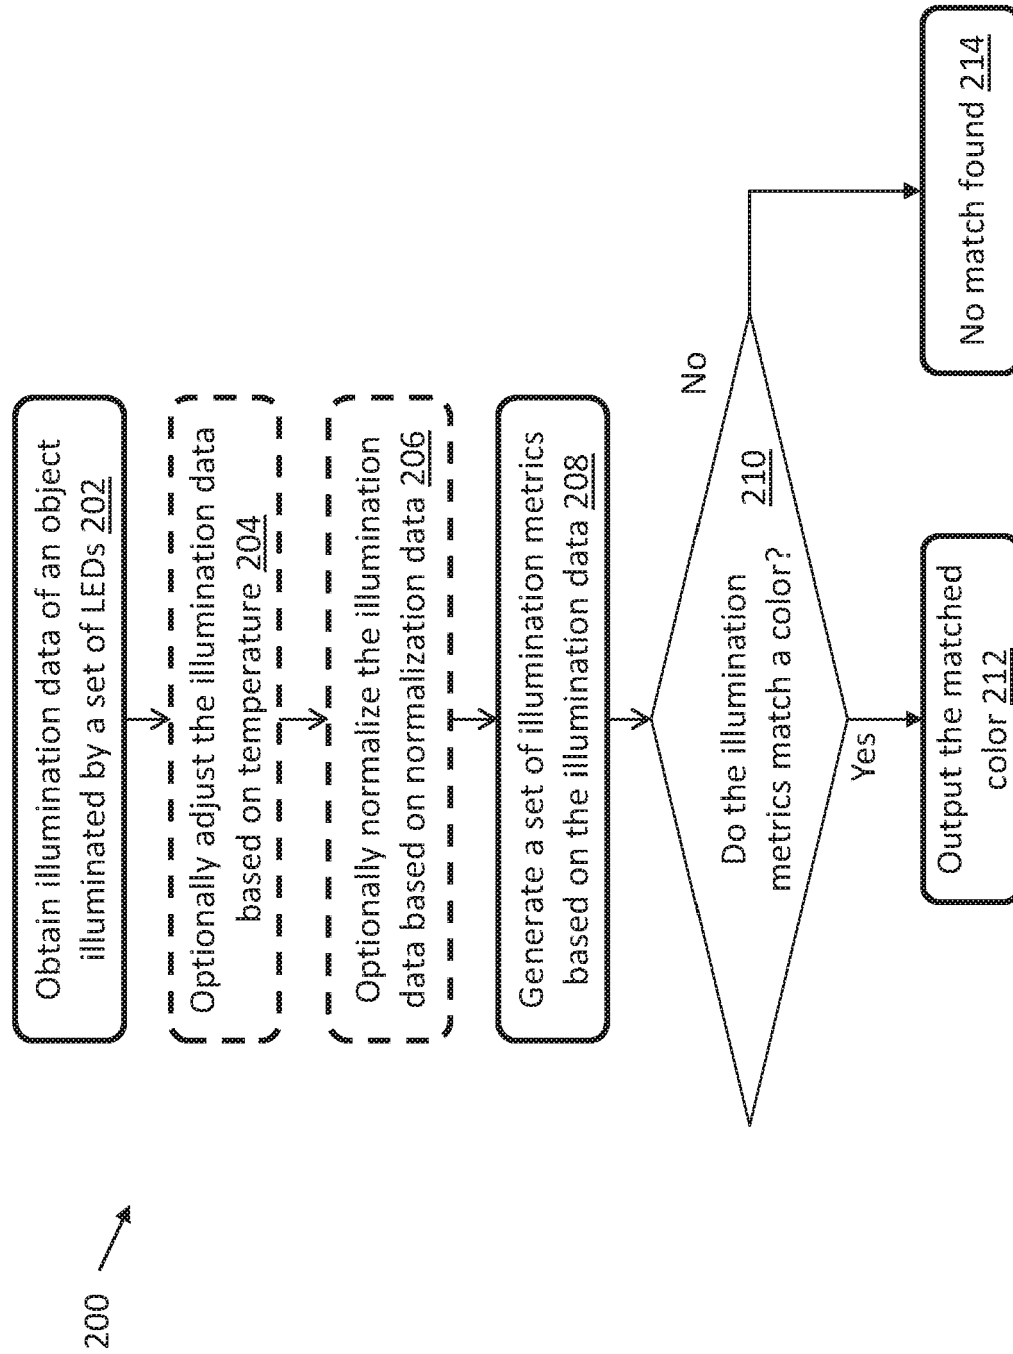 200
Obtain illumination data of an object
illuminated by a set of LEDs 202
Optionally adjust the illumination data
based on temperature 204
Optionally normalize the illumination
data based on normalization data 206
Generate a set of illumination metrics
based on the illumination data 208
Do the illumination
metrics match a color?
210
No
Yes
Output the matched
color 212
No match found 214